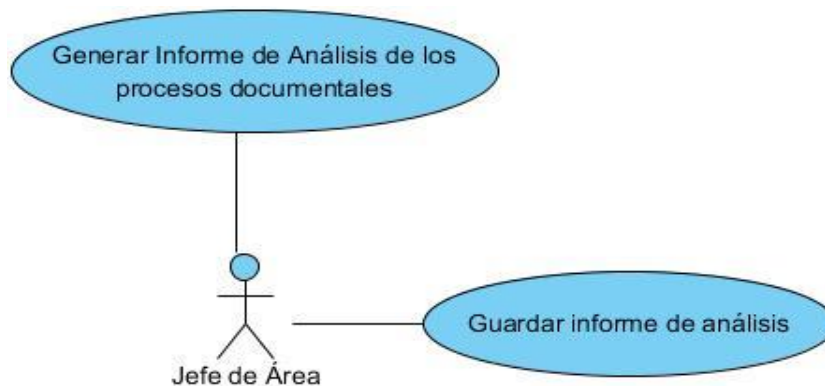 Generar Informe de Análisis de los
procesos documentales
Guardar informe de análisis
Jefe de Área